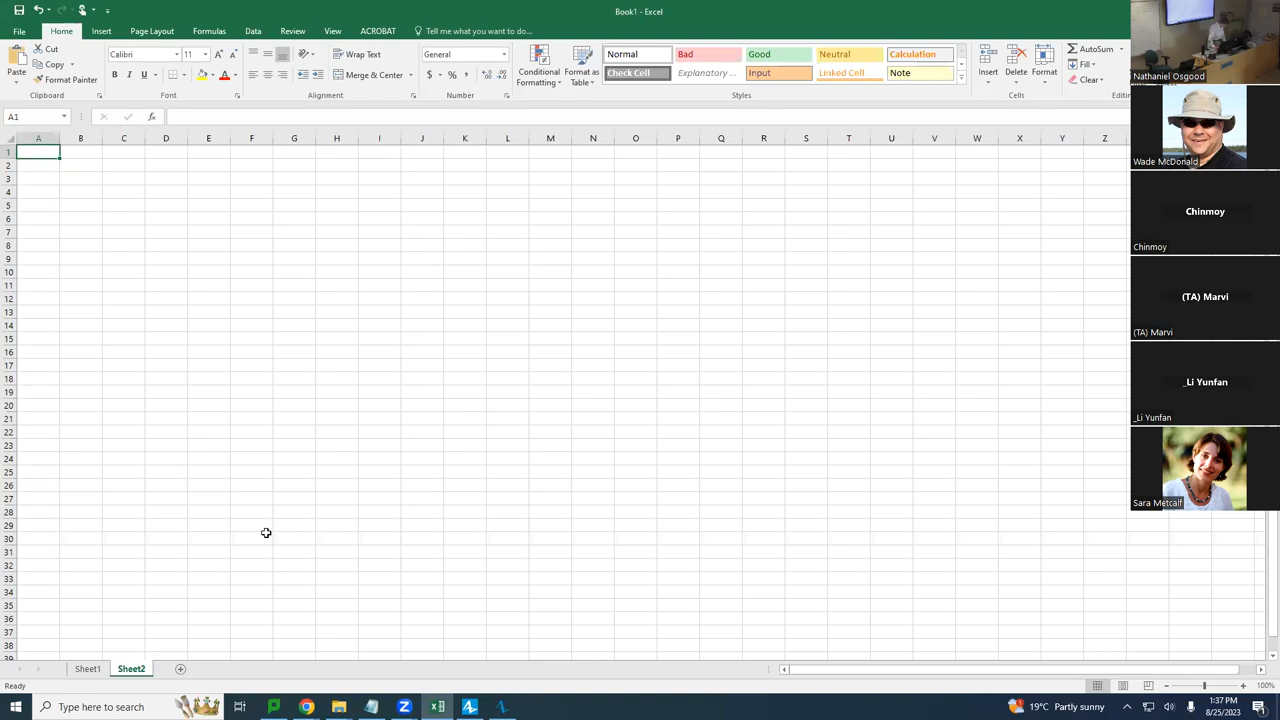 Book1 - Excel
File Home Insert Page Layout Formulas Data Review View ACROBAT Tell me what you want to do...
Paste Cut Copy Format Painter
Calibri 11
B I U
Wrap Text
Merge & Center
General
$ % ,
Conditional Formatting
Format as Table
Normal Bad Good Neutral Calculation
Check Cell Explanatory ... Input Linked Cell Note
Insert Delete Format
AutoSum
Fill
Clear
Clipboard Font Alignment Number Styles Cells
A1 fx
A B C D E F G H I J K L M N O P Q R S T U W X Y Z
1
2
3
4
5
6
7
8
9
10
11
12
13
14
15
16
17
18
19
20
21
22
23
24
25
26
27
28
29
30
31
32
33
34
35
36
37
38
39
Nathaniel Osgood
Wade McDonald
Chinmoy
Chinmoy
(TA) Marvi
(TA) Marvi
_Li Yunfan
_Li Yunfan
Sara Metcalf
Sheet1 Sheet2
Ready 100%
Type here to search
19°C Partly sunny
1:37 PM
8/25/2023